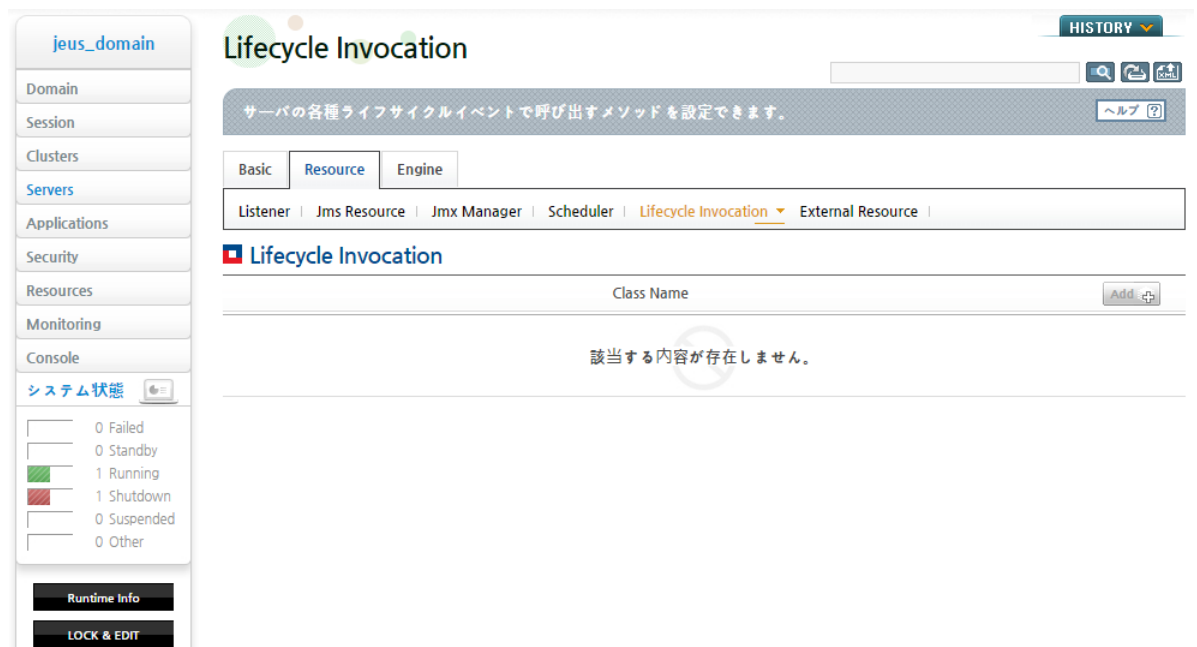 jeus_domain
Domain
Session
Clusters
Servers
Applications
Security
Resources
Monitoring
Console
システム状態
0 Failed
0 Standby
1 Running
1 Shutdown
0 Suspended
0 Other
Runtime Info
LOCK & EDIT
HISTORY
Lifecycle Invocation
XML
サーバの各種ライフサイクルイベントで呼び出すメソッドを設定できます。
ヘルプ ?
Basic Resource Engine
Listener Jms Resource Jmx Manager Scheduler Lifecycle Invocation External Resource
Lifecycle Invocation
Class Name Add
該当する内容が存在しません。